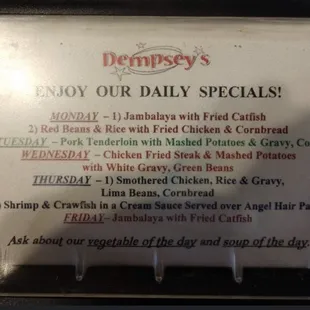 Dempsey's
ENJOY OUR DAILY SPECIALS!
MONDAY – 1) Jambalaya with Fried Catfish
2) Red Beans & Rice with Fried Chicken & Cornbread
TUESDAY – Pork Tenderloin with Mashed Potatoes & Gravy, Co
WEDNESDAY – Chicken Fried Steak & Mashed Potatoes
with White Gravy, Green Beans
THURSDAY – 1) Smothered Chicken, Rice & Gravy,
Lima Beans, Cornbread
) Shrimp & Crawfish in a Cream Sauce Served over Angel Hair Pa
FRIDAY – Jambalaya with Fried Catfish
Ask about our vegetable of the day and soup of the day.